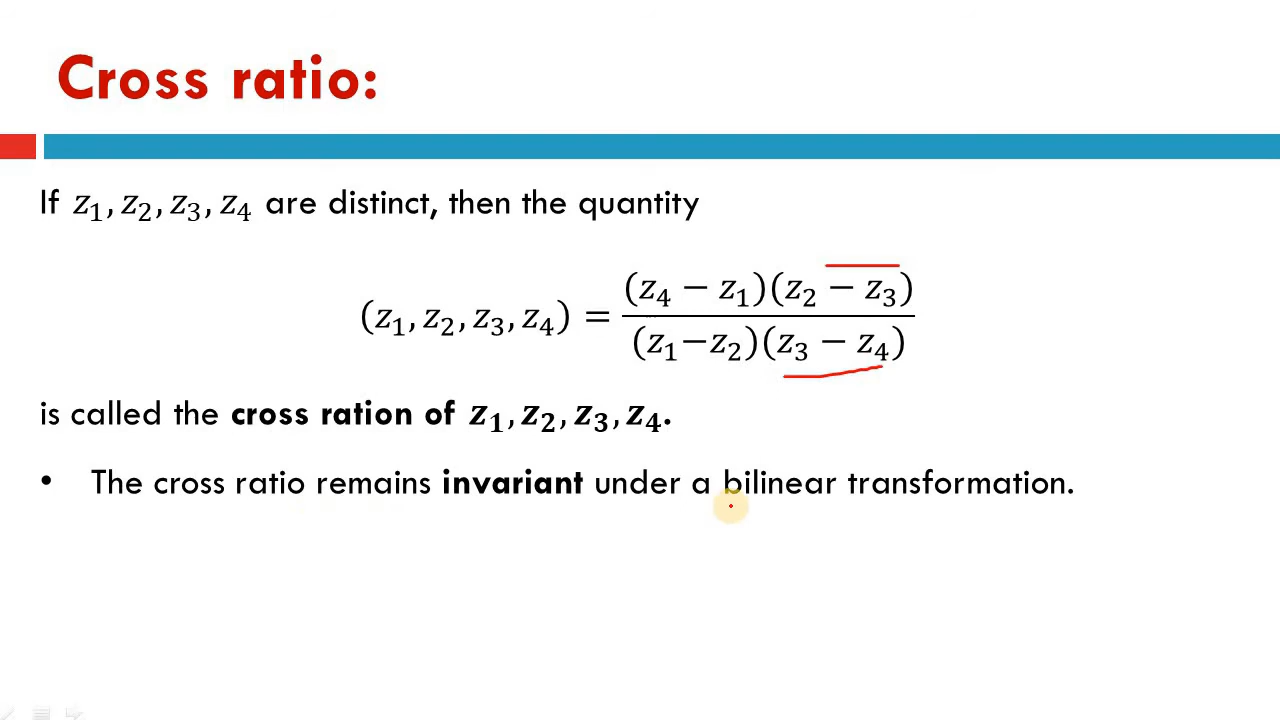 Cross ratio:
If z₁, z₂, z₃, z₄ are distinct, then the quantity
(z₁, z₂, z₃, z₄) = (z₄ − z₁)(z₂ − z₃) / (z₁−z₂)(z₃ − z₄)
is called the cross ration of z₁, z₂, z₃, z₄.
• The cross ratio remains invariant under a bilinear transformation.